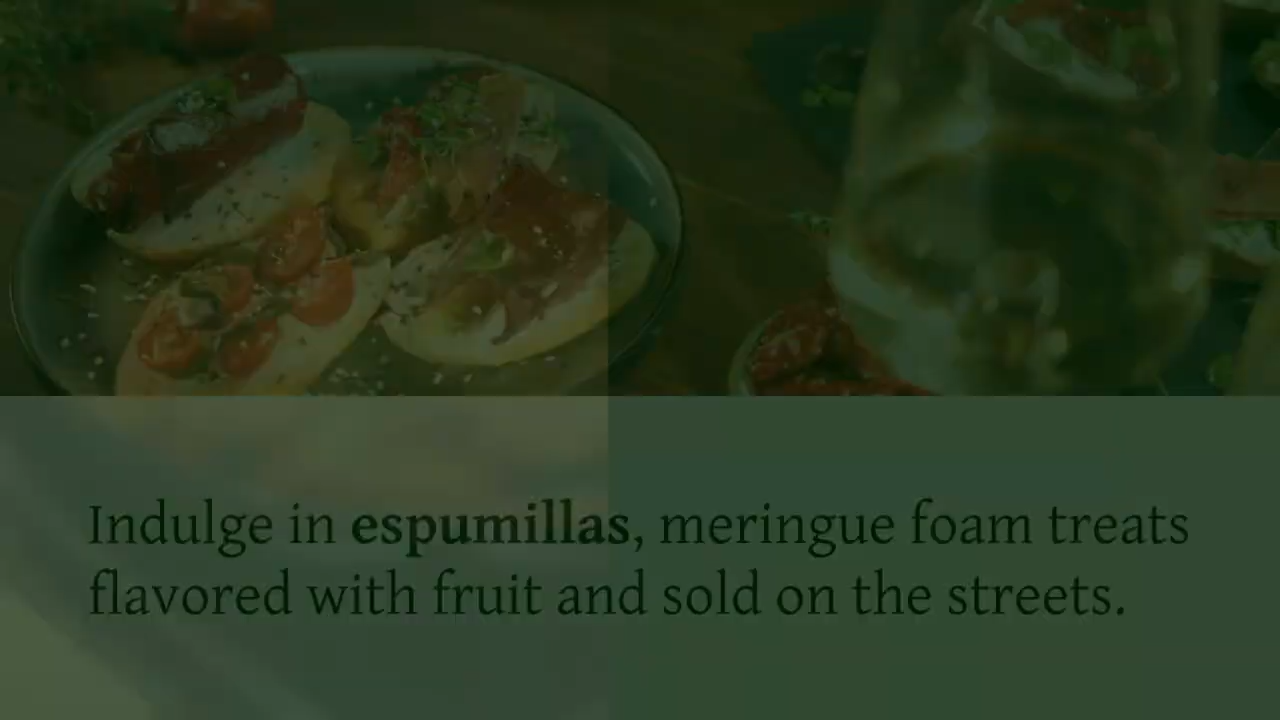 Indulge in espumillas, meringue foam treats
flavored with fruit and sold on the streets.